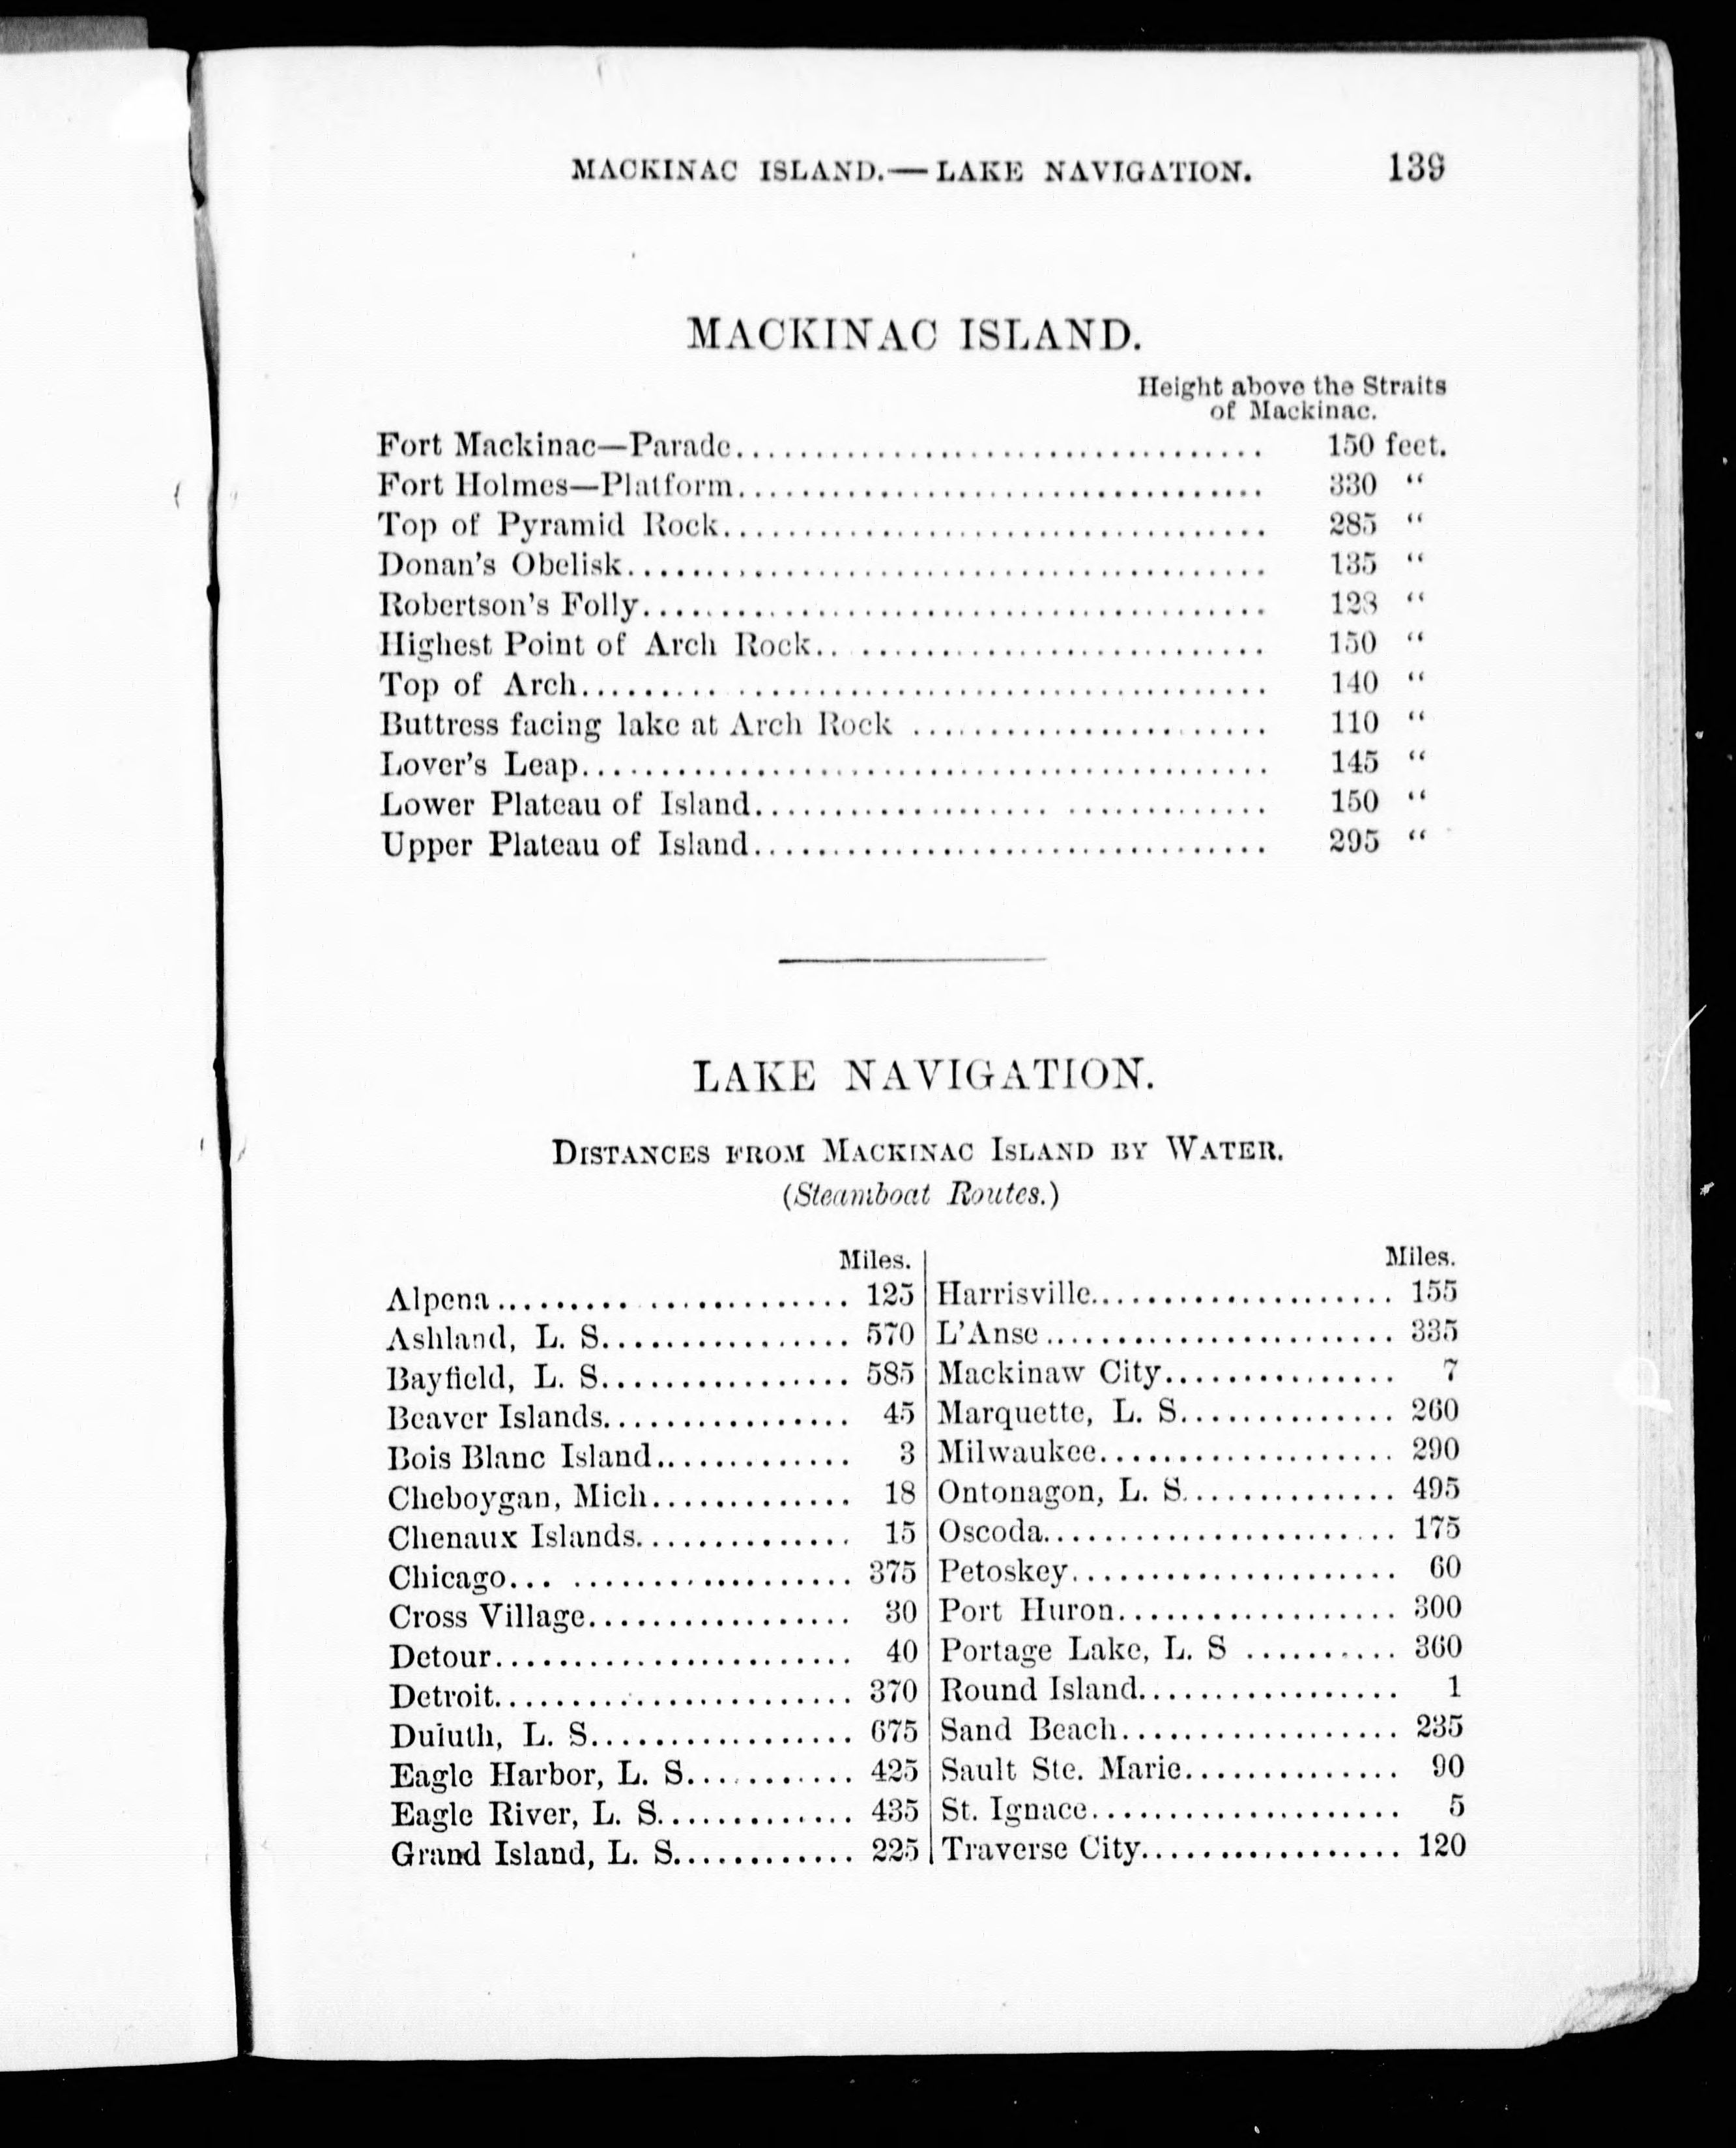 MACKINAC ISLAND.—LAKE NAVIGATION. 139
MACKINAC ISLAND.
Height above the Straits
of Mackinac.
Fort Mackinac—Parade.................................. 150 feet.
Fort Holmes—Platform.................................. 330 “
Top of Pyramid Rock.................................. 285 “
Donan's Obelisk........................................ 135 “
Robertson's Folly....................................... 128 “
Highest Point of Arch Rock............................ 150 “
Top of Arch........................................... 140 “
Buttress facing lake at Arch Rock ...................... 110 “
Lover's Leap........................................... 145 “
Lower Plateau of Island................................ 150 “
Upper Plateau of Island................................ 295 “
LAKE NAVIGATION.
DISTANCES FROM MACKINAC ISLAND BY WATER.
(Steamboat Routes.)
Miles.
Alpena........................ 125
Ashland, L. S................. 570
Bayfield, L. S................. 585
Beaver Islands................ 45
Bois Blanc Island............. 3
Cheboygan, Mich.............. 18
Chenaux Islands.............. 15
Chicago...................... 375
Cross Village................. 30
Detour....................... 40
Detroit....................... 370
Duluth, L. S.................. 675
Eagle Harbor, L. S........... 425
Eagle River, L. S............. 435
Grand Island, L. S............ 225
Miles.
Harrisville.................... 155
L'Anse....................... 335
Mackinaw City............... 7
Marquette, L. S.............. 260
Milwaukee................... 290
Ontonagon, L. S.............. 495
Oscoda....................... 175
Petoskey..................... 60
Port Huron.................. 300
Portage Lake, L. S .......... 360
Round Island................. 1
Sand Beach.................. 235
Sault Ste. Marie.............. 90
St. Ignace.................... 5
Traverse City................. 120